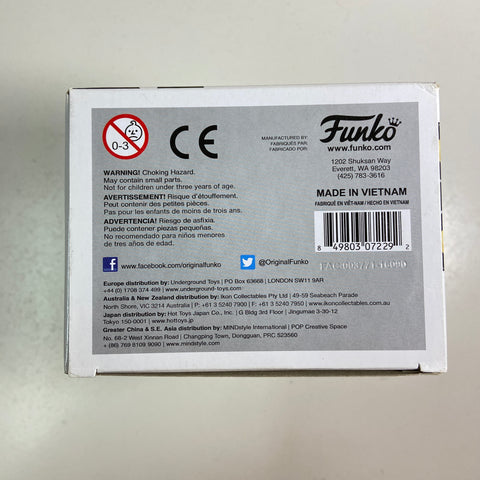 0-3
CE
MANUFACTURED BY:
FABRIQUÉS PAR:
FABRICADO POR:
Funko
www.funko.com
1202 Shuksan Way
Everett, WA 98203
(425) 783-3616
WARNING! Choking Hazard.
May contain small parts.
Not for children under three years of age.
AVERTISSEMENT! Risque d'étouffement.
Peut contenir des petites pièces.
Pas pour les enfants de moins de trois ans.
ADVERTENCIA! Riesgo de asfixia.
Puede contener piezas pequeñas.
No recomendado para niños menores
de tres años de edad.
MADE IN VIETNAM
FABRIQUÉ EN VIÊT-NAM / HECHO EN VIETNAM
8 49803 07229 2
www.facebook.com/originalfunko
@OriginalFunko
Europe distribution by: Underground Toys | PO Box 63668 | LONDON SW11 9AR
+44 (0) 1708 374 499 | underground-toys.com
Australia & New Zealand distribution by: Ikon Collectables Pty Ltd | 49-59 Seabeach Parade
North Shore, VIC 3214 Australia | P: +61 3 5240 7900 | F: +61 3 5247 7950 | www.ikoncollectables.com.au
Japan distribution by: Hot Toys Japan Co., Inc. | G Bldg 3rd Floor | Jingumae 3-30-12
Tokyo 150-0001 | www.hottoys.jp
Greater China & S.E. Asia distribution by: MINDstyle International | POP Creative Space
No. 68-2 West Xinnan Road | Changping Town, Dongguan, PRC 523560
+ (86) 769 8109 9090 | www.mindstyle.com